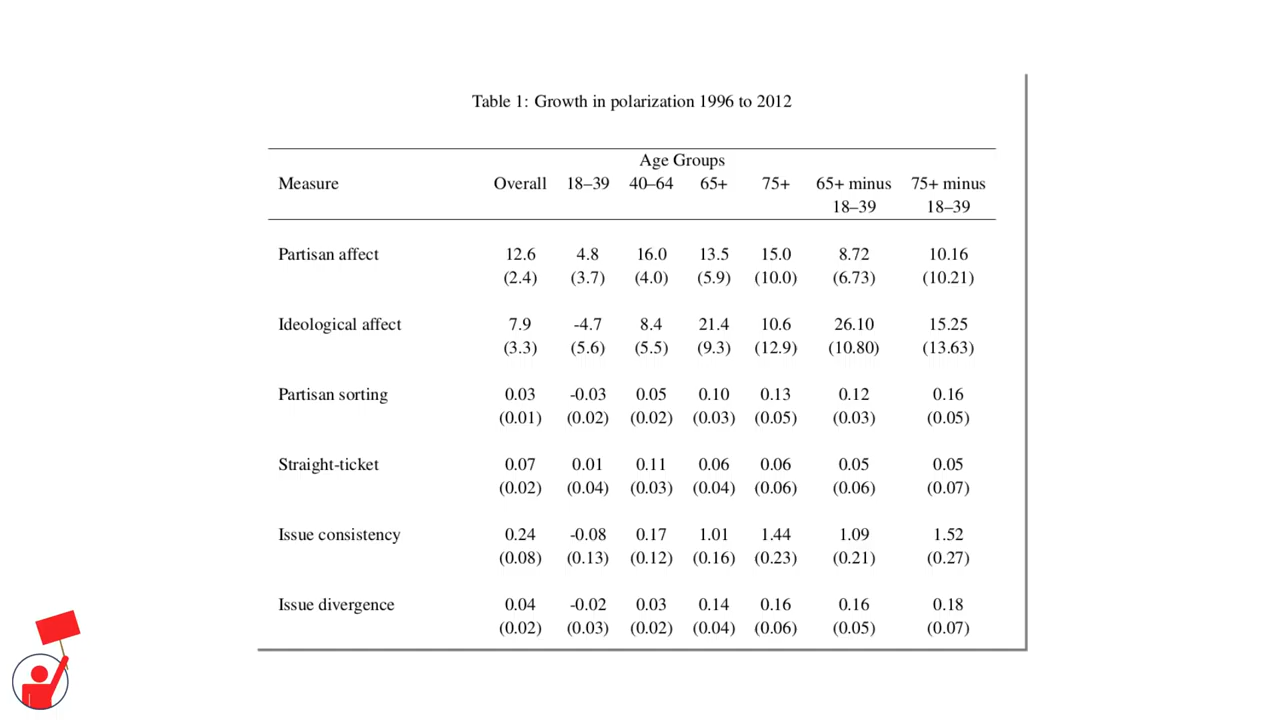 Table 1: Growth in polarization 1996 to 2012
Age Groups
Measure Overall 18–39 40–64 65+ 75+ 65+ minus 75+ minus
18–39 18–39
Partisan affect 12.6 4.8 16.0 13.5 15.0 8.72 10.16
(2.4) (3.7) (4.0) (5.9) (10.0) (6.73) (10.21)
Ideological affect 7.9 -4.7 8.4 21.4 10.6 26.10 15.25
(3.3) (5.6) (5.5) (9.3) (12.9) (10.80) (13.63)
Partisan sorting 0.03 -0.03 0.05 0.10 0.13 0.12 0.16
(0.01) (0.02) (0.02) (0.03) (0.05) (0.03) (0.05)
Straight-ticket 0.07 0.01 0.11 0.06 0.06 0.05 0.05
(0.02) (0.04) (0.03) (0.04) (0.06) (0.06) (0.07)
Issue consistency 0.24 -0.08 0.17 1.01 1.44 1.09 1.52
(0.08) (0.13) (0.12) (0.16) (0.23) (0.21) (0.27)
Issue divergence 0.04 -0.02 0.03 0.14 0.16 0.16 0.18
(0.02) (0.03) (0.02) (0.04) (0.06) (0.05) (0.07)